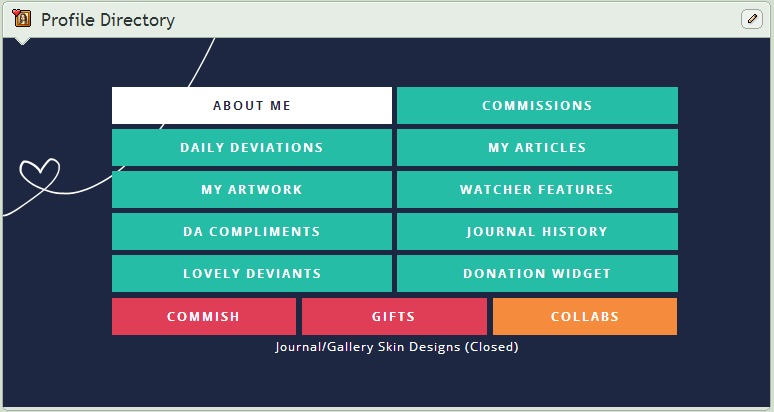 Profile Directory
ABOUT ME
COMMISSIONS
DAILY DEVIATIONS
MY ARTICLES
MY ARTWORK
WATCHER FEATURES
DA COMPLIMENTS
JOURNAL HISTORY
LOVELY DEVIANTS
DONATION WIDGET
COMMISH
GIFTS
COLLABS
Journal/Gallery Skin Designs (Closed)